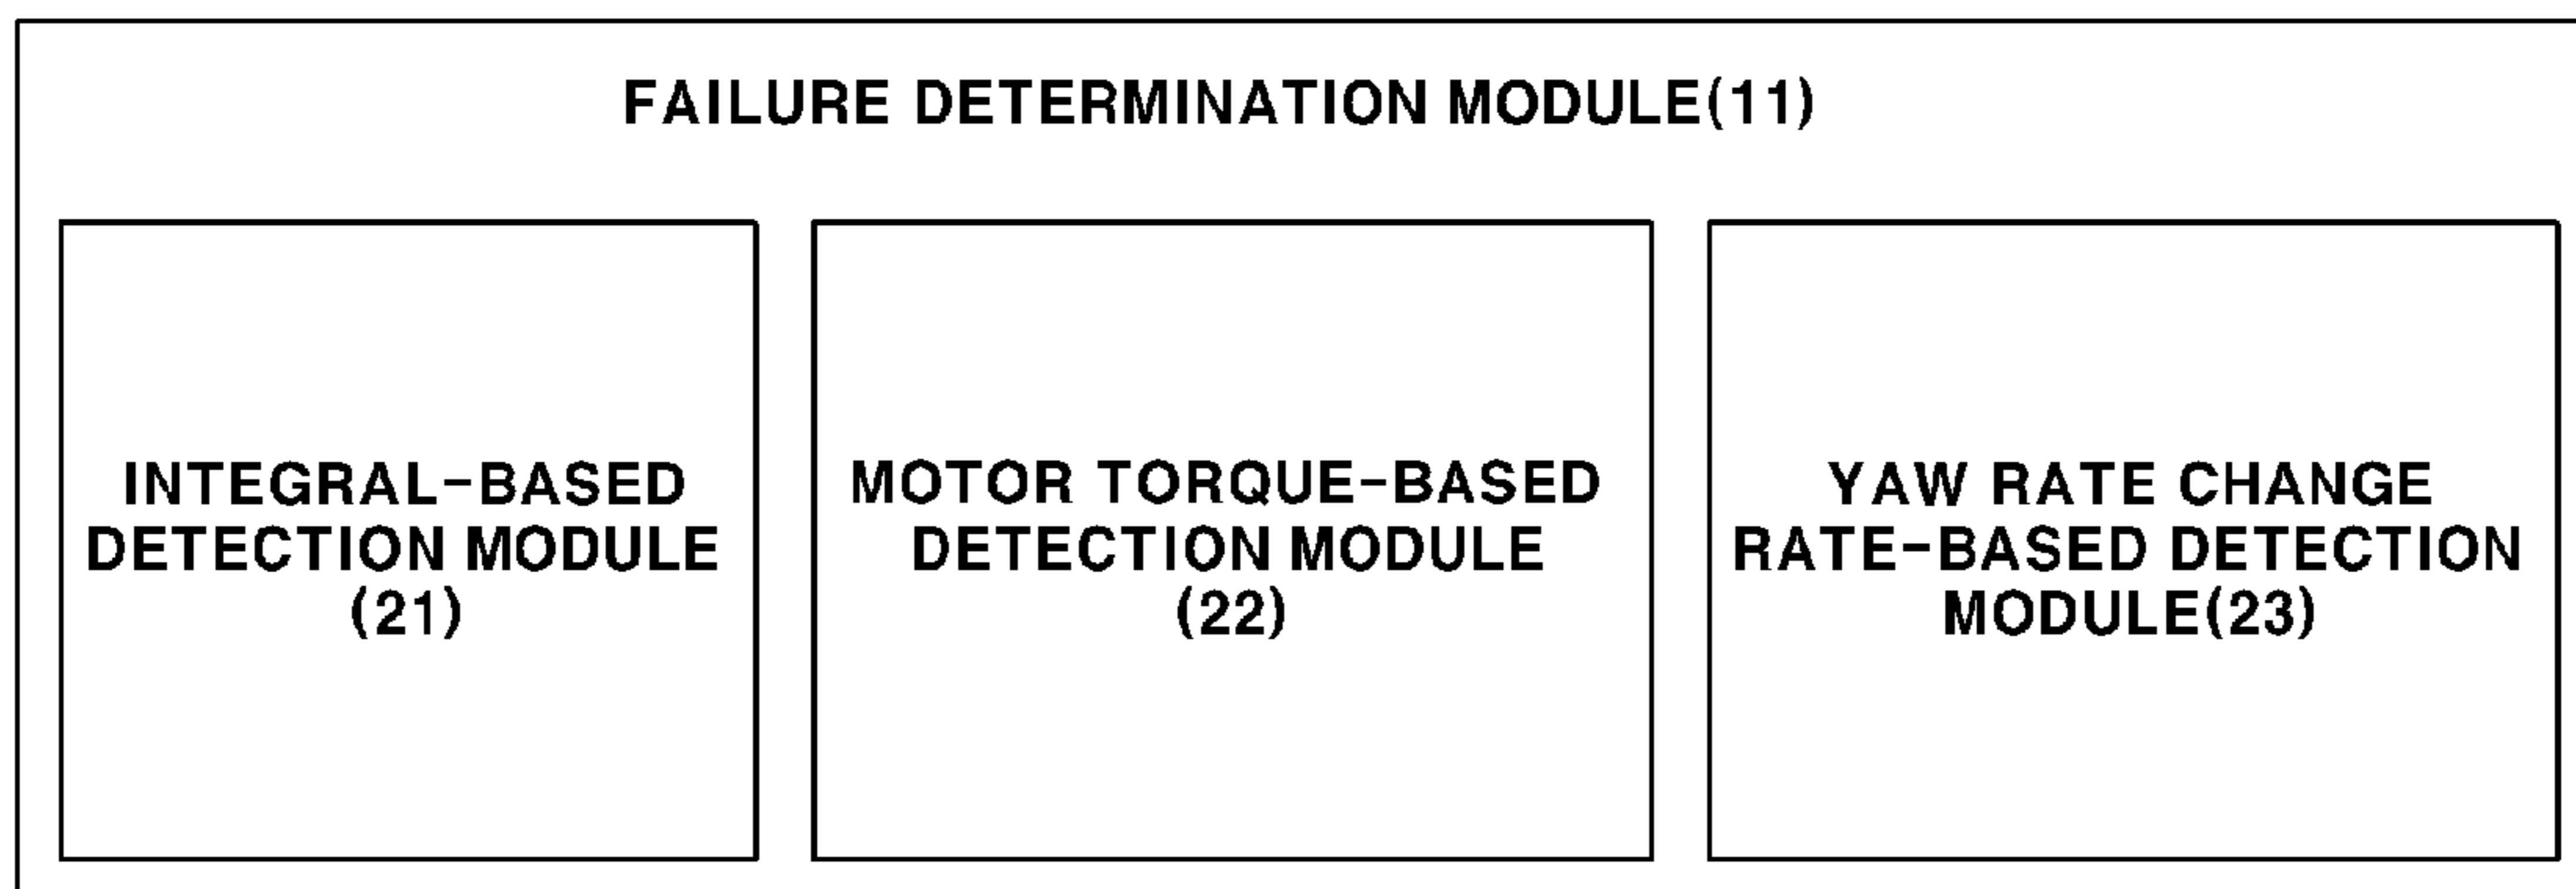 FAILURE DETERMINATION MODULE(11)
INTEGRAL-BASED
DETECTION MODULE
(21)
MOTOR TORQUE-BASED
DETECTION MODULE
(22)
YAW RATE CHANGE
RATE-BASED DETECTION
MODULE(23)